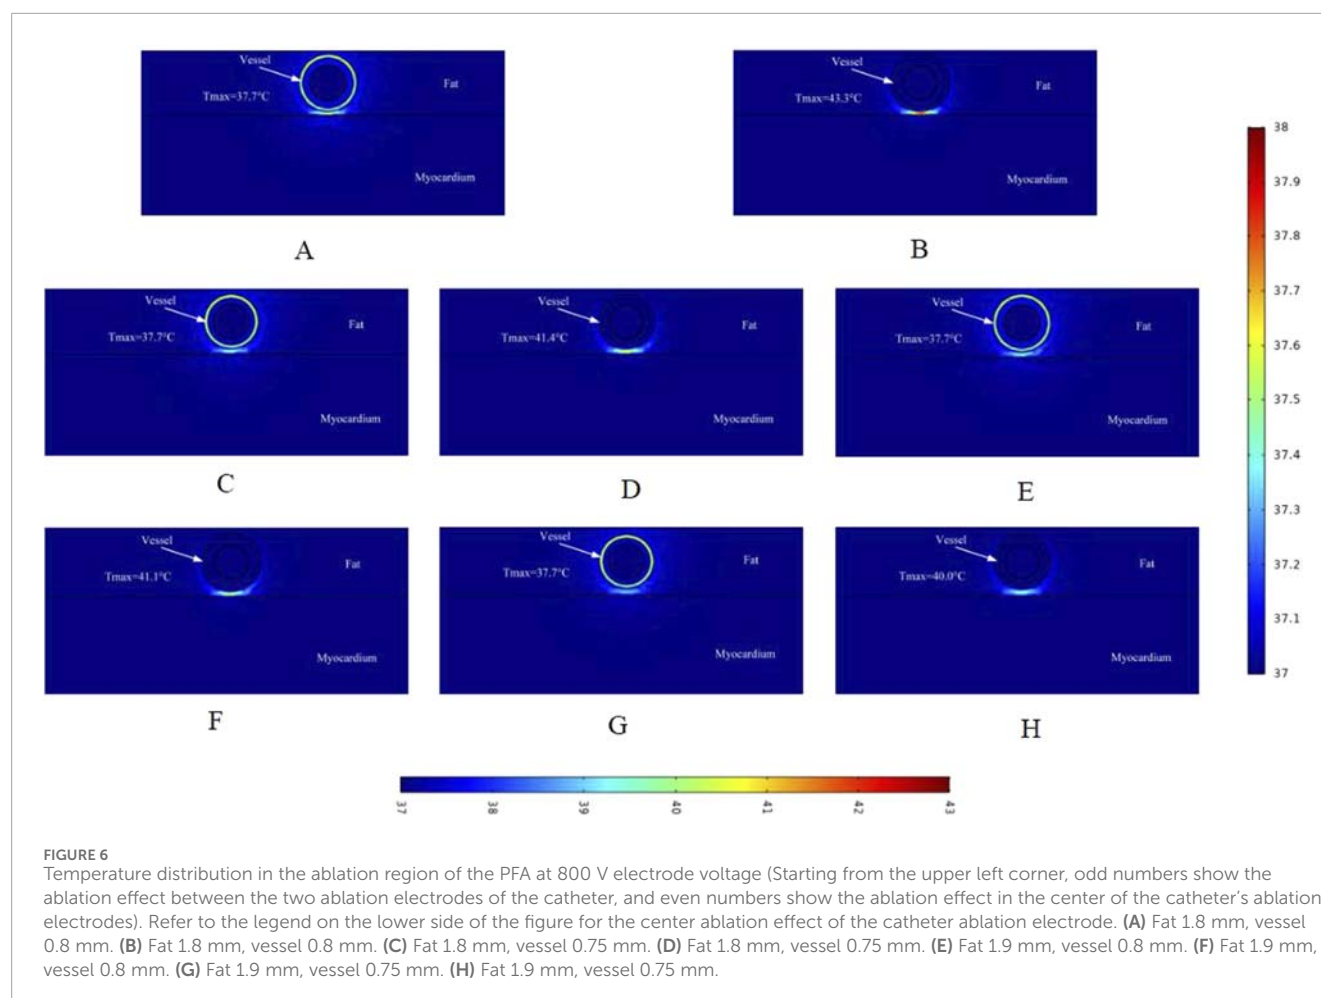 Vessel
Fat
Tmax=37.7°C
Myocardium
A
Vessel
Fat
Tmax=43.3°C
Myocardium
B
38
37.9
37.8
37.7
37.6
37.5
37.4
37.3
37.2
37.1
37
Vessel
Fat
Tmax=37.7°C
Myocardium
C
Vessel
Fat
Tmax=41.4°C
Myocardium
D
Vessel
Fat
Tmax=37.7°C
Myocardium
E
Vessel
Fat
Tmax=41.1°C
Myocardium
F
Vessel
Fat
Tmax=37.7°C
Myocardium
G
Vessel
Fat
Tmax=40.0°C
Myocardium
H
37 38 39 40 41 42 43
FIGURE 6
Temperature distribution in the ablation region of the PFA at 800 V electrode voltage (Starting from the upper left corner, odd numbers show the
ablation effect between the two ablation electrodes of the catheter, and even numbers show the ablation effect in the center of the catheter's ablation
electrodes). Refer to the legend on the lower side of the figure for the center ablation effect of the catheter ablation electrode. (A) Fat 1.8 mm, vessel
0.8 mm. (B) Fat 1.8 mm, vessel 0.8 mm. (C) Fat 1.8 mm, vessel 0.75 mm. (D) Fat 1.8 mm, vessel 0.75 mm. (E) Fat 1.9 mm, vessel 0.8 mm. (F) Fat 1.9 mm,
vessel 0.8 mm. (G) Fat 1.9 mm, vessel 0.75 mm. (H) Fat 1.9 mm, vessel 0.75 mm.